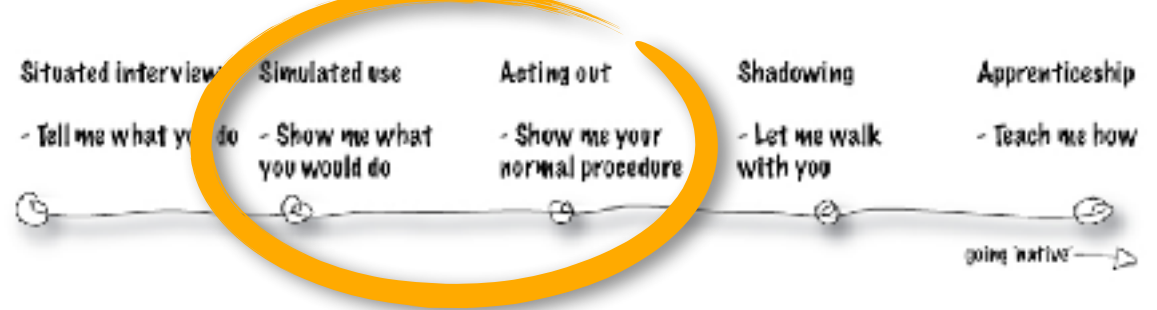 Situated interview
- Tell me what you do
Simulated use
- Show me what
you would do
Acting out
- Show me your
normal procedure
Shadowing
- Let me walk
with you
Apprenticeship
- Teach me how
going 'native'